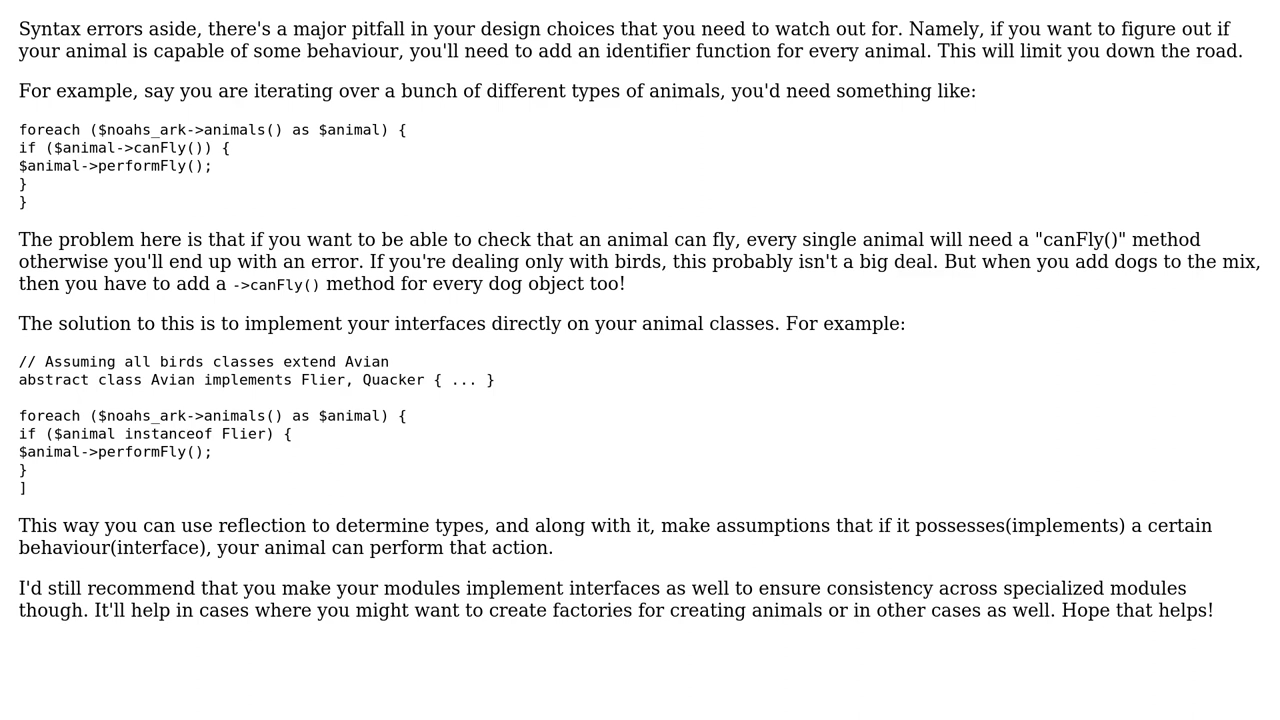 Syntax errors aside, there's a major pitfall in your design choices that you need to watch out for. Namely, if you want to figure out if
your animal is capable of some behaviour, you'll need to add an identifier function for every animal. This will limit you down the road.
For example, say you are iterating over a bunch of different types of animals, you'd need something like:
foreach ($noahs_ark->animals() as $animal) {
if ($animal->canFly()) {
$animal->performFly();
}
}
The problem here is that if you want to be able to check that an animal can fly, every single animal will need a "canFly()" method
otherwise you'll end up with an error. If you're dealing only with birds, this probably isn't a big deal. But when you add dogs to the mix,
then you have to add a ->canFly() method for every dog object too!
The solution to this is to implement your interfaces directly on your animal classes. For example:
// Assuming all birds classes extend Avian
abstract class Avian implements Flier, Quacker { ... }
foreach ($noahs_ark->animals() as $animal) {
if ($animal instanceof Flier) {
$animal->performFly();
}
]
This way you can use reflection to determine types, and along with it, make assumptions that if it possesses(implements) a certain
behaviour(interface), your animal can perform that action.
I'd still recommend that you make your modules implement interfaces as well to ensure consistency across specialized modules
though. It'll help in cases where you might want to create factories for creating animals or in other cases as well. Hope that helps!